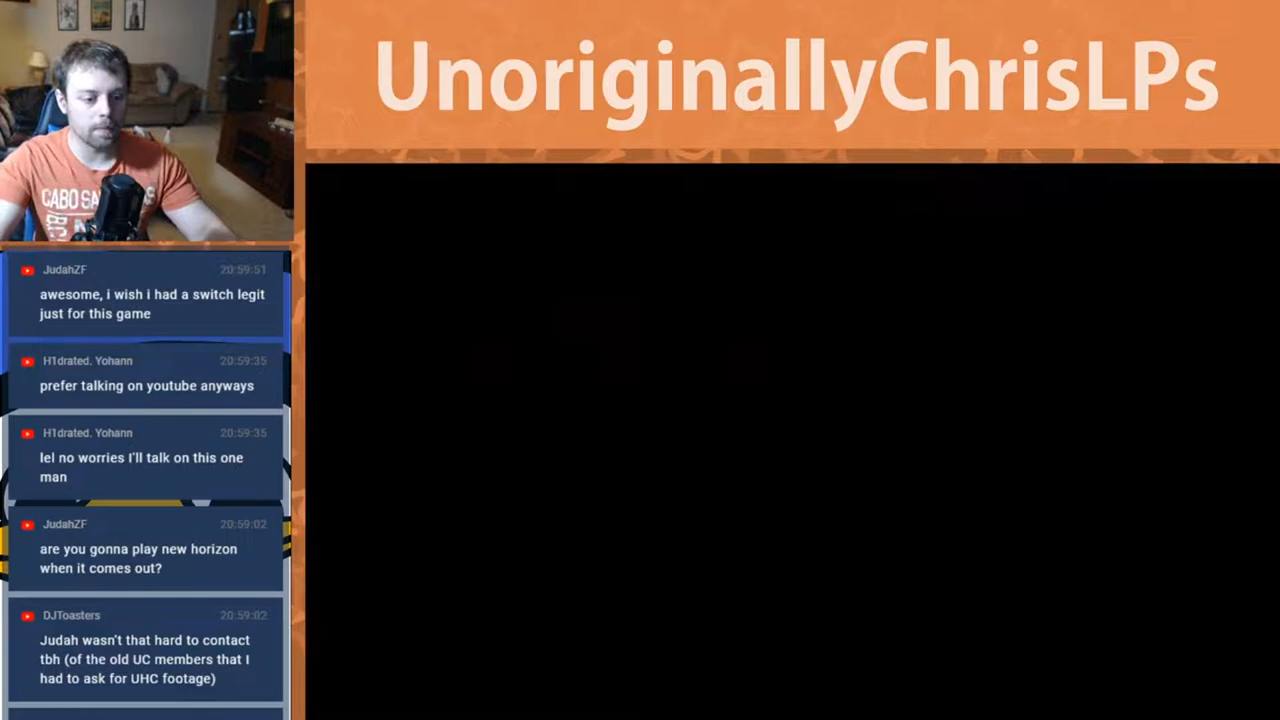 UnoriginallyChrisLPs
CABO SA
JudahZF 20:59:51
awesome, i wish i had a switch legit
just for this game
H1drated. Yohann 20:59:35
prefer talking on youtube anyways
H1drated. Yohann 20:59:35
lel no worries I'll talk on this one
man
JudahZF 20:59:02
are you gonna play new horizon
when it comes out?
DJToasters 20:59:02
Judah wasn't that hard to contact
tbh (of the old UC members that I
had to ask for UHC footage)